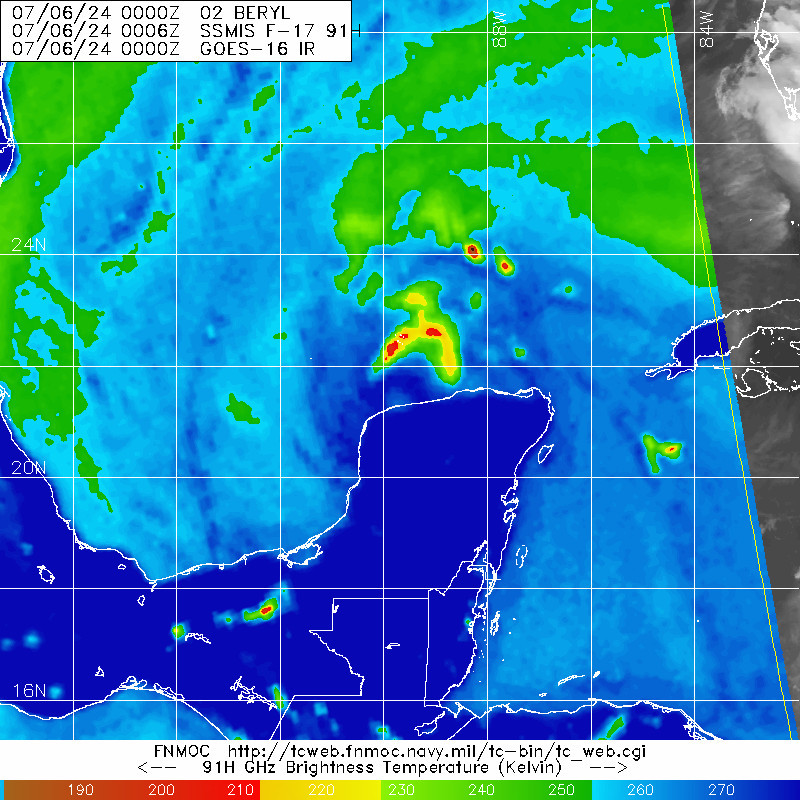 07/06/24 0000Z 02 BERYL
07/06/24 0006Z SSMIS F-17 91H
07/06/24 0000Z GOES-16 IR
88W
84W
24N
20N
16N
FNMOC http://tcweb.fnmoc.navy.mil/tc-bin/tc_web.cgi
<-- 91H GHz Brightness Temperature (Kelvin) -->
190 200 210 220 230 240 250 260 270